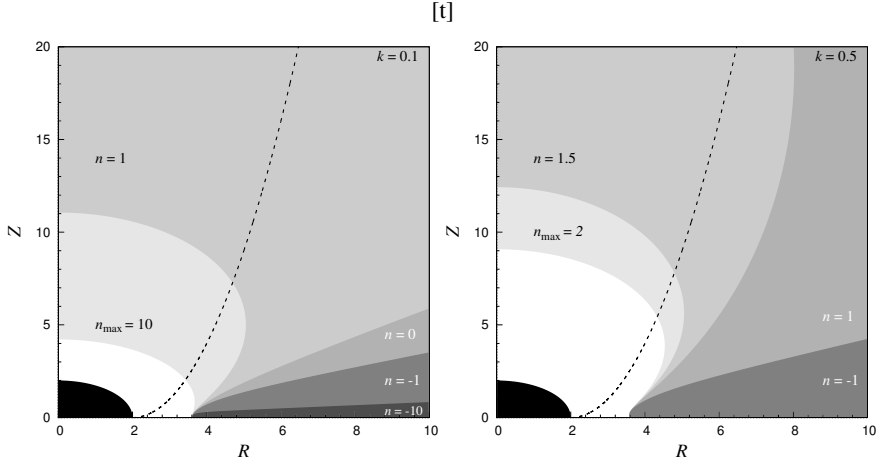 [t]
k = 0.1
n = 1
n_max = 10
n = 0
n = -1
n = -10
20
15
10
5
0
0 2 4 6 8 10
Z
R
k = 0.5
n = 1.5
n_max = 2
n = 1
n = -1
20
15
10
5
0
0 2 4 6 8 10
Z
R